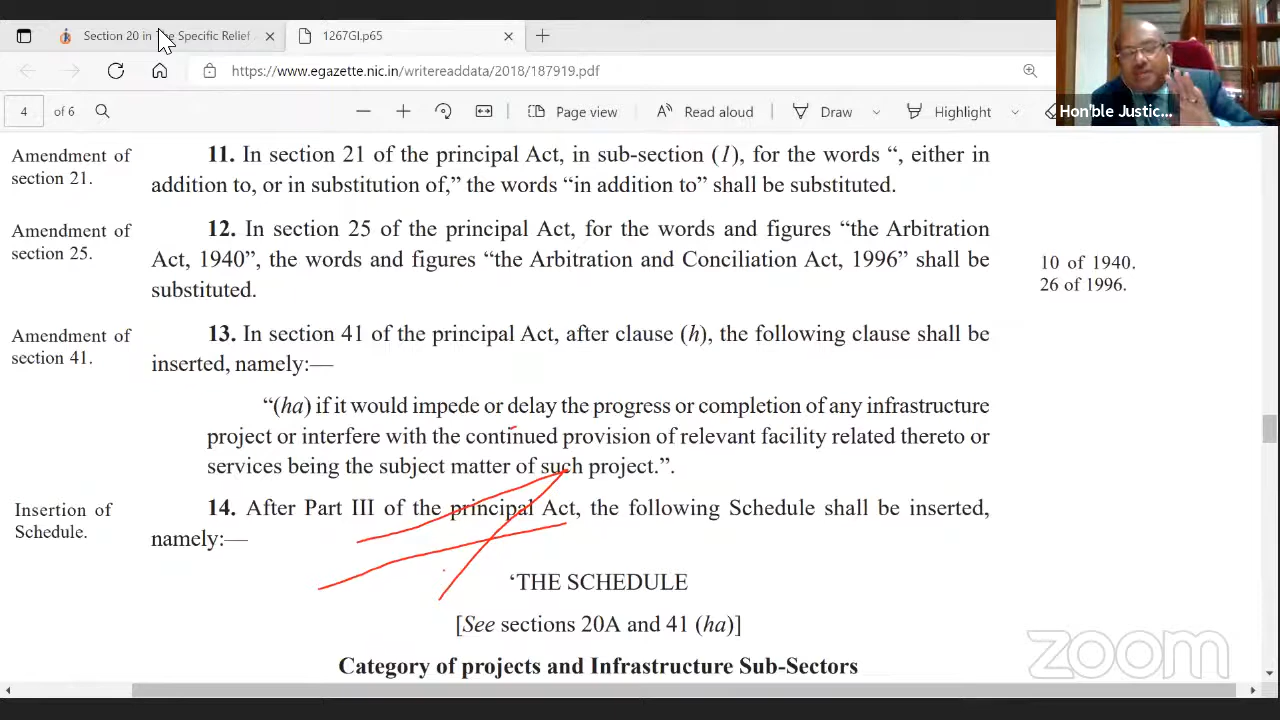 Section 20 in The Specific Relief
1267GI.p65
https://www.egazette.nic.in/writereaddata/2018/187919.pdf
4 of 6
Page view
Read aloud
Draw
Highlight
Hon'ble Justic...
Amendment of
section 21.
11. In section 21 of the principal Act, in sub-section (1), for the words “, either in
addition to, or in substitution of,” the words “in addition to” shall be substituted.
Amendment of
section 25.
12. In section 25 of the principal Act, for the words and figures “the Arbitration
Act, 1940”, the words and figures “the Arbitration and Conciliation Act, 1996” shall be
substituted.
10 of 1940.
26 of 1996.
Amendment of
section 41.
13. In section 41 of the principal Act, after clause (h), the following clause shall be
inserted, namely:—
“(ha) if it would impede or delay the progress or completion of any infrastructure
project or interfere with the continued provision of relevant facility related thereto or
services being the subject matter of such project.”.
Insertion of
Schedule.
14. After Part III of the principal Act, the following Schedule shall be inserted,
namely:—
‘THE SCHEDULE
[See sections 20A and 41 (ha)]
Category of projects and Infrastructure Sub-Sectors
zoom